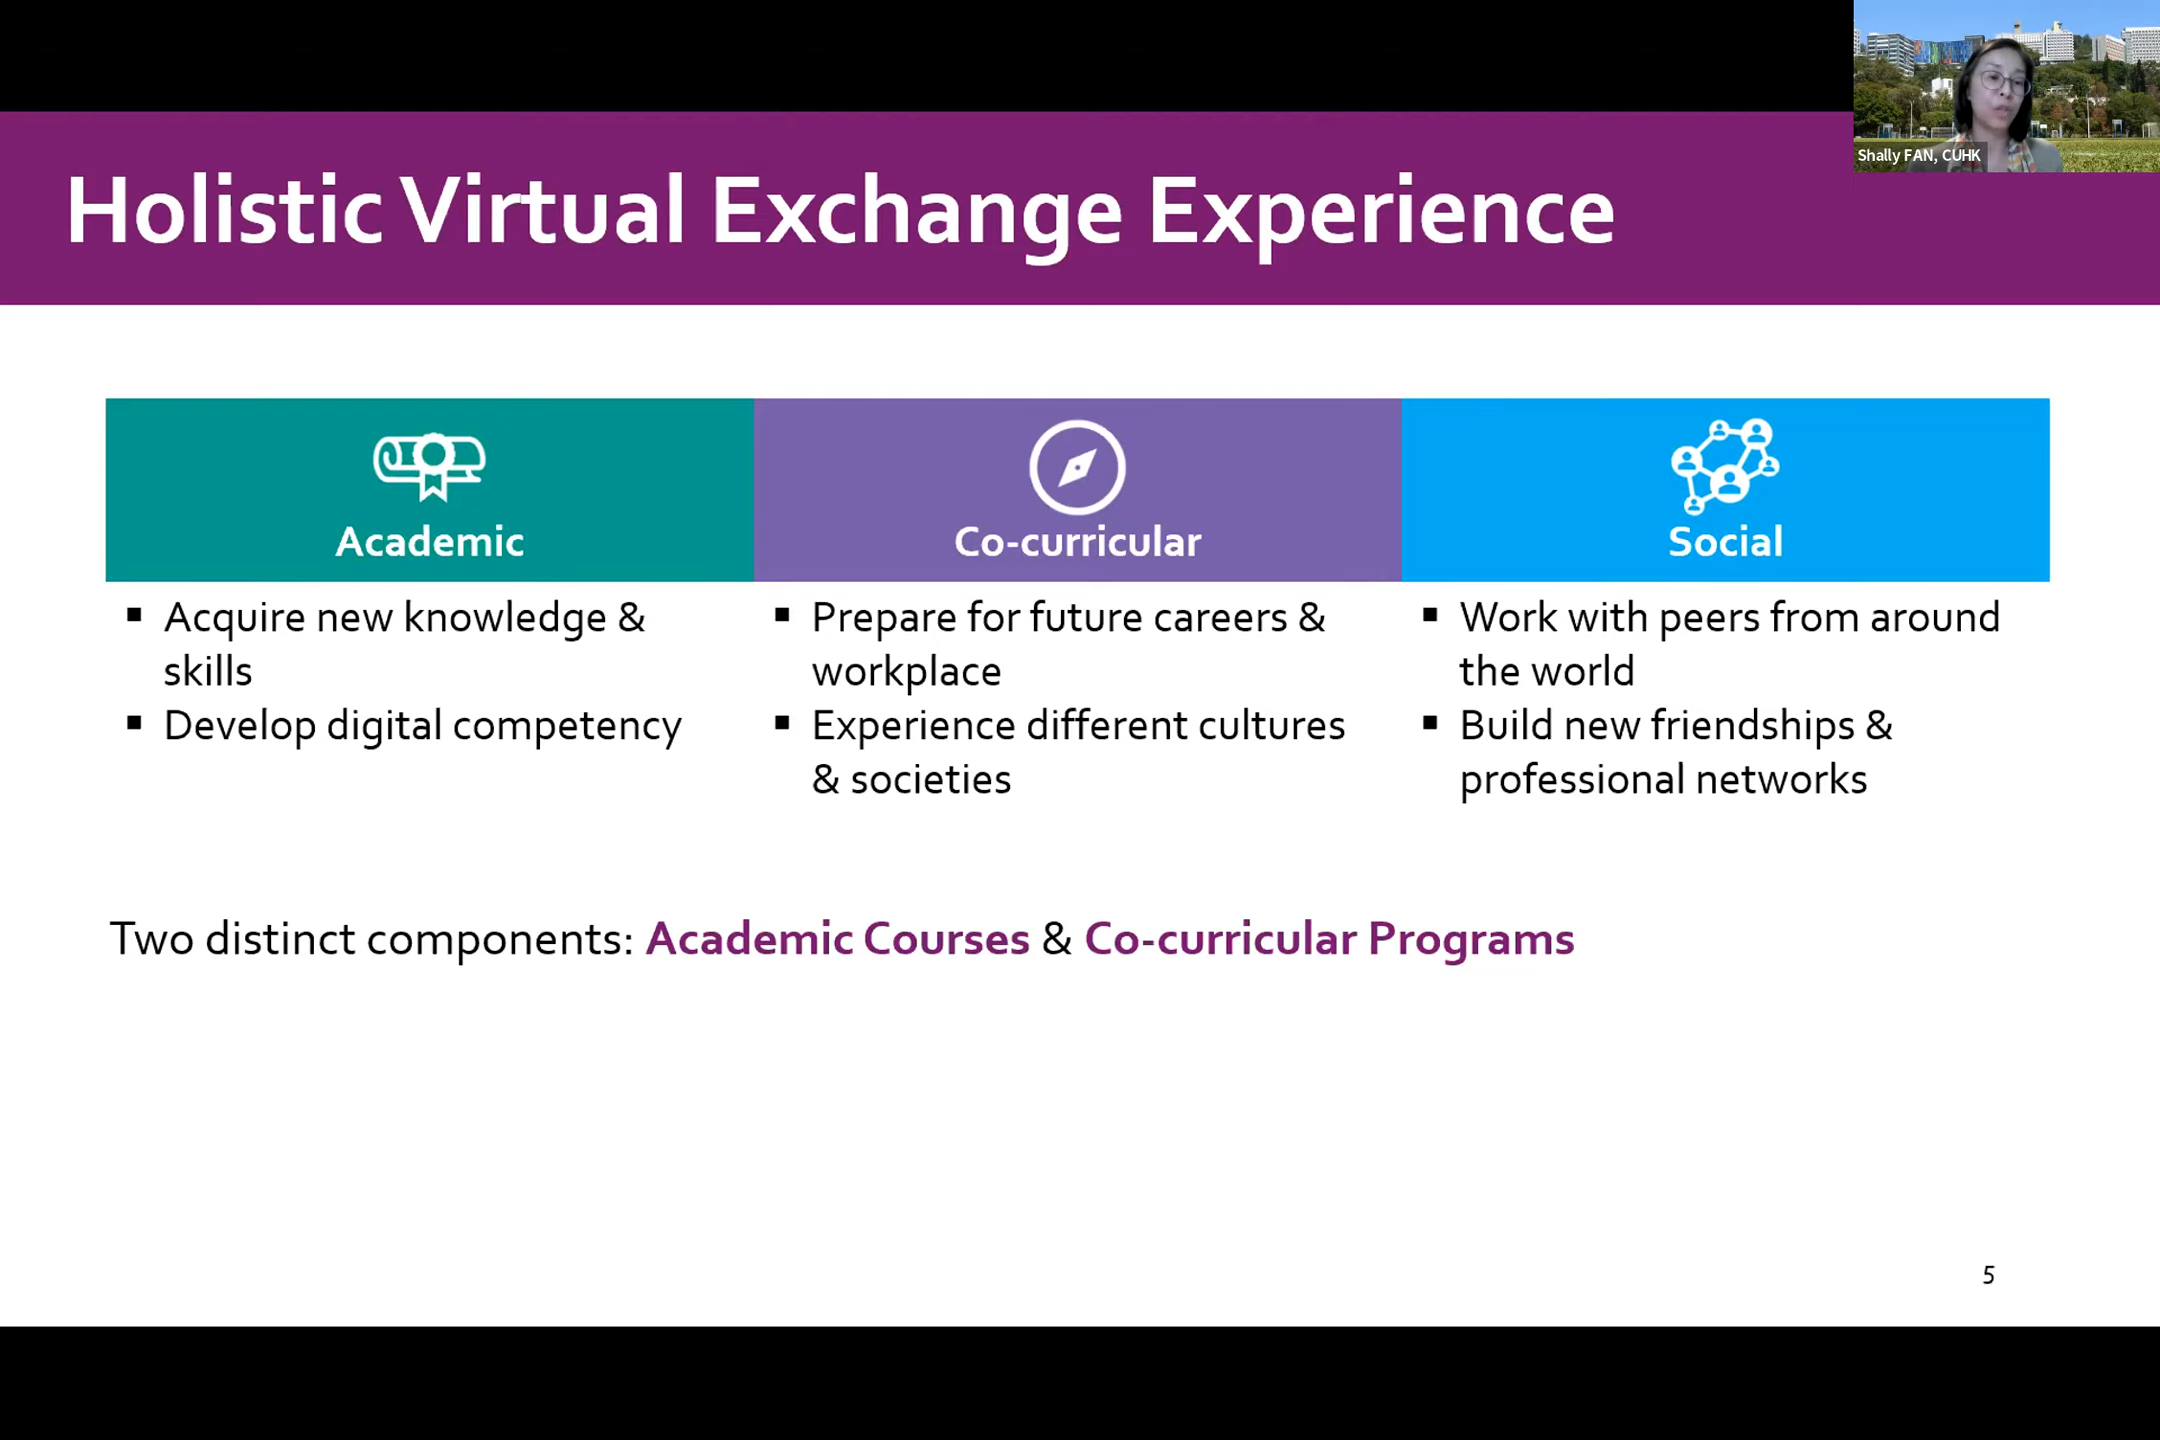 Shally FAN, CUHK
Holistic Virtual Exchange Experience
Academic
Co-curricular
Social
▪ Acquire new knowledge &
skills
▪ Develop digital competency
▪ Prepare for future careers &
workplace
▪ Experience different cultures
& societies
▪ Work with peers from around
the world
▪ Build new friendships &
professional networks
Two distinct components: Academic Courses & Co-curricular Programs
5